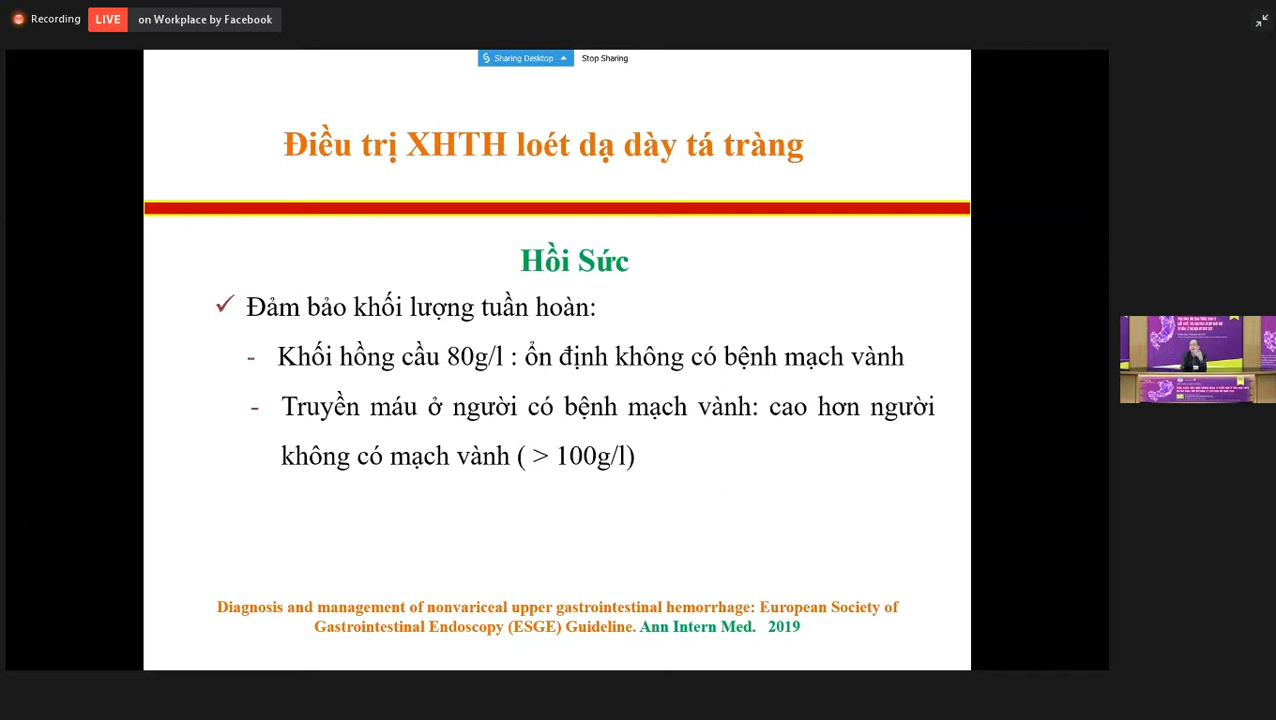 Recording
LIVE on Workplace by Facebook
Sharing Desktop Stop Sharing
Điều trị XHTH loét dạ dày tá tràng
Hồi Sức
✓ Đảm bảo khối lượng tuần hoàn:
- Khối hồng cầu 80g/l : ổn định không có bệnh mạch vành
- Truyền máu ở người có bệnh mạch vành: cao hơn người
không có mạch vành ( > 100g/l)
Diagnosis and management of nonvariceal upper gastrointestinal hemorrhage: European Society of
Gastrointestinal Endoscopy (ESGE) Guideline. Ann Intern Med. 2019